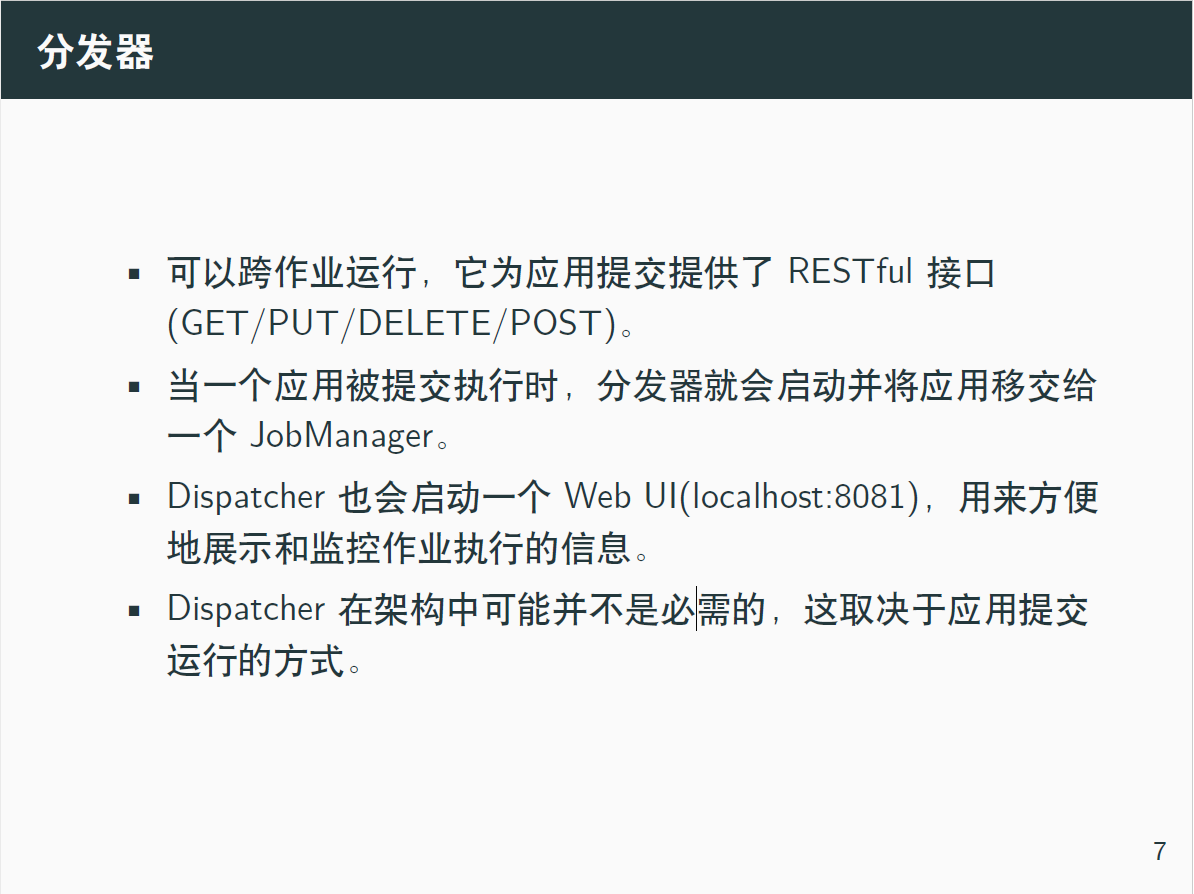 分发器
▪ 可以跨作业运行，它为应用提交提供了 RESTful 接口
(GET/PUT/DELETE/POST)。
▪ 当一个应用被提交执行时，分发器就会启动并将应用移交给
一个 JobManager。
▪ Dispatcher 也会启动一个 Web UI(localhost:8081)，用来方便
地展示和监控作业执行的信息。
▪ Dispatcher 在架构中可能并不是必需的，这取决于应用提交
运行的方式。
7